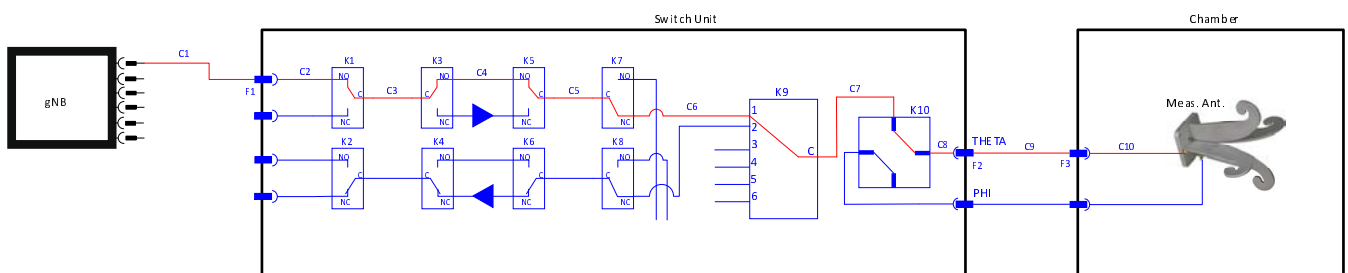 Switch Unit
Chamber
gNB
C1
F1
C2
K1
NO
C
NC
C3
K3
NO
C
NC
C4
K5
NO
C
NC
C5
K7
NO
C
NC
C6
K2
NO
C
NC
K4
NO
C
NC
K6
NO
C
NC
K8
NO
C
NC
K9
1
2
3
4
5
6
C
C7
K10
C8
THETA
F2
PHI
C9
F3
C10
Meas. Ant.